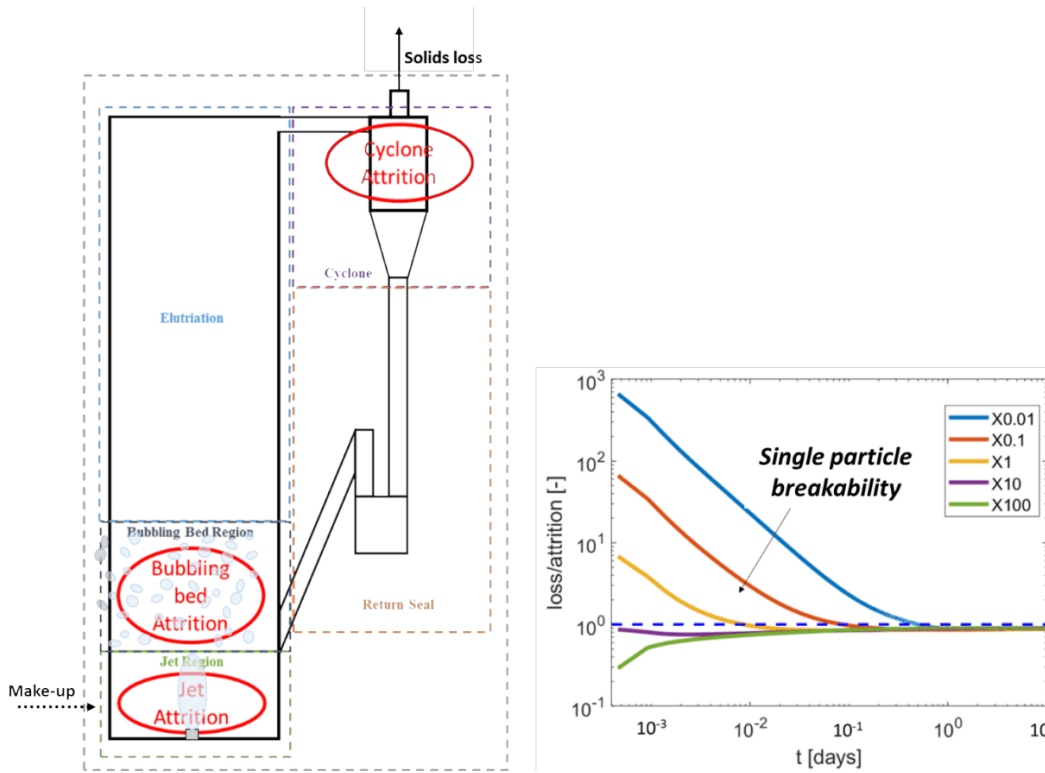 Solids loss
Cyclone
Attrition
Cyclone
Elutriation
Bubbling Bed Region
Bubbling
bed
Attrition
Return Seal
Jet Region
Make-up
Jet
Attrition
loss/attrition [-]
10³
10²
10¹
10⁰
10⁻¹
Single particle
breakability
X0.01
X0.1
X1
X10
X100
10⁻³ 10⁻² 10⁻¹ 10⁰
t [days]